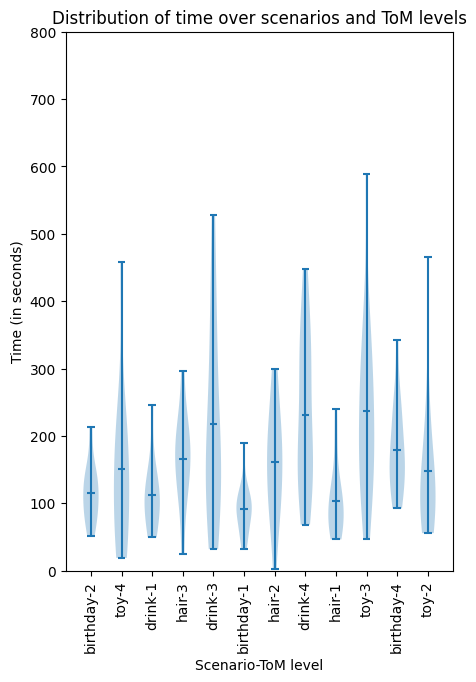 Distribution of time over scenarios and ToM levels
800
700
600
500
400
300
200
100
0
Time (in seconds)
birthday-2
toy-4
drink-1
hair-3
drink-3
birthday-1
hair-2
drink-4
hair-1
toy-3
birthday-4
toy-2
Scenario-ToM level